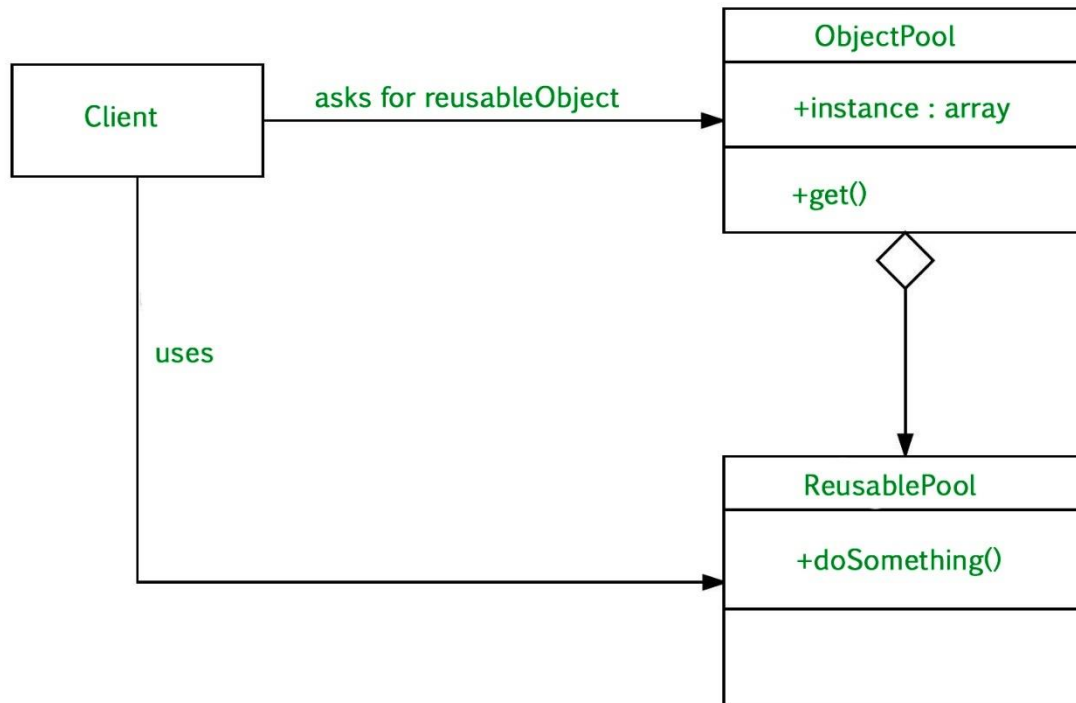 ObjectPool
Client
asks for reusableObject
+instance : array
+get()
uses
ReusablePool
+doSomething()